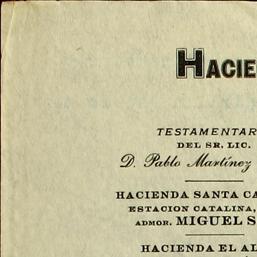 HACIE
TESTAMENTAR
DEL SR. LIC.
D. Pablo Martínez
HACIENDA SANTA CA
ESTACION CATALINA,
ADMOR. MIGUEL S
HACIENDA EL AL